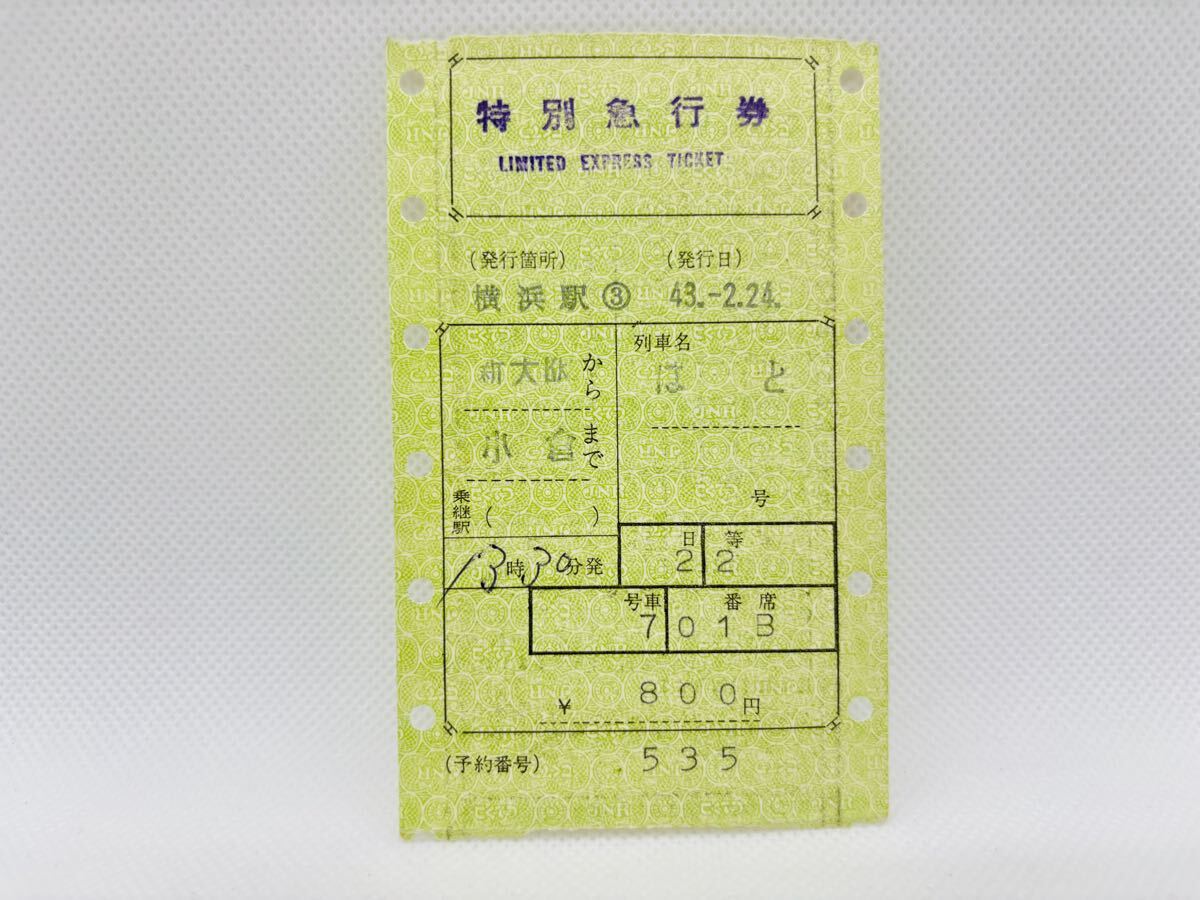 特別急行券
LIMITED EXPRESS TICKET
(発行箇所) (発行日)
横浜駅③ 43.-2.24.
新大阪から
小倉まで
乗継駅( )
13時30分発
列車名
はと
号
日 等
2 2
号車 番席
7 01B
¥ 800円
(予約番号) 535